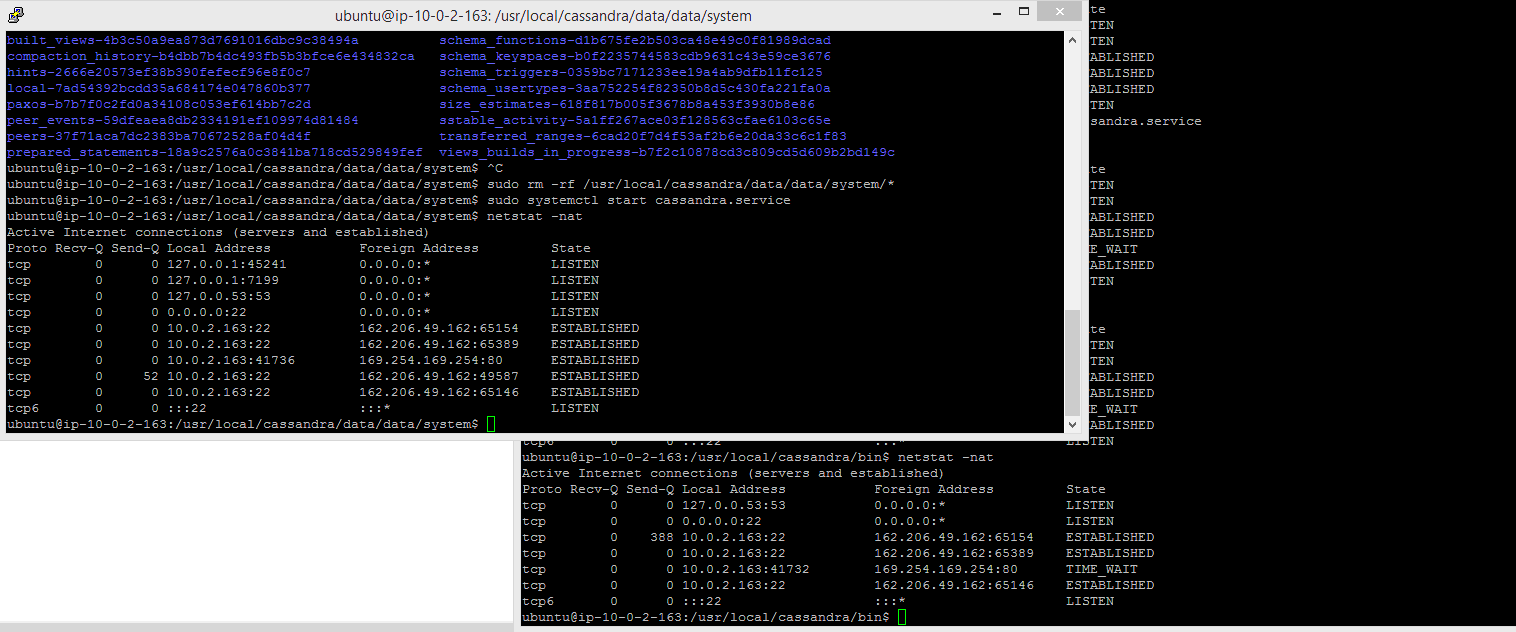 ubuntu@ip-10-0-2-163: /usr/local/cassandra/data/data/system
built_views-4b3c50a9ea873d7691016dbc9c38494a schema_functions-d1b675fe2b503ca48e49c0f81989dcad
compaction_history-b4dbb7b4dc493fb5b3bfce6e434832ca schema_keyspaces-b0f2235744583cdb9631c43e59ce3676
hints-2666e20573ef38b390fefecf96e8f0c7 schema_triggers-0359bc7171233ee19a4ab9dfb11fc125
local-7ad54392bcdd35a684174e047860b377 schema_usertypes-3aa752254f82350b8d5c430fa221fa0a
paxos-b7b7f0c2fd0a34108c053ef614bb7c2d size_estimates-618f817b005f3678b8a453f3930b8e86
peer_events-59dfeaea8db2334191ef109974d81484 sstable_activity-5a1ff267ace03f128563cfae6103c65e
peers-37f71aca7dc2383ba70672528af04d4f transferred_ranges-6cad20f7d4f53af2b6e20da33c6c1f83
prepared_statements-18a9c2576a0c3841ba718cd529849fef views_builds_in_progress-b7f2c10878cd3c809cd5d609b2bd149c
ubuntu@ip-10-0-2-163:/usr/local/cassandra/data/data/system$ ^C
ubuntu@ip-10-0-2-163:/usr/local/cassandra/data/data/system$ sudo rm -rf /usr/local/cassandra/data/data/system/*
ubuntu@ip-10-0-2-163:/usr/local/cassandra/data/data/system$ sudo systemctl start cassandra.service
ubuntu@ip-10-0-2-163:/usr/local/cassandra/data/data/system$ netstat -nat
Active Internet connections (servers and established)
Proto Recv-Q Send-Q Local Address Foreign Address State
tcp 0 0 127.0.0.1:45241 0.0.0.0:* LISTEN
tcp 0 0 127.0.0.1:7199 0.0.0.0:* LISTEN
tcp 0 0 127.0.0.53:53 0.0.0.0:* LISTEN
tcp 0 0 0.0.0.0:22 0.0.0.0:* LISTEN
tcp 0 0 10.0.2.163:22 162.206.49.162:65154 ESTABLISHED
tcp 0 0 10.0.2.163:22 162.206.49.162:65389 ESTABLISHED
tcp 0 0 10.0.2.163:41736 169.254.169.254:80 ESTABLISHED
tcp 0 52 10.0.2.163:22 162.206.49.162:49587 ESTABLISHED
tcp 0 0 10.0.2.163:22 162.206.49.162:65146 ESTABLISHED
tcp6 0 0 :::22 :::* LISTEN
ubuntu@ip-10-0-2-163:/usr/local/cassandra/data/data/system$
te
TEN
TEN
ABLISHED
ABLISHED
ABLISHED
TEN
sandra.service
te
TEN
TEN
ABLISHED
ABLISHED
E_WAIT
ABLISHED
TEN
te
TEN
TEN
ABLISHED
ABLISHED
E_WAIT
ABLISHED
tcp6 0 0 :::22 :::* LISTEN
ubuntu@ip-10-0-2-163:/usr/local/cassandra/bin$ netstat -nat
Active Internet connections (servers and established)
Proto Recv-Q Send-Q Local Address Foreign Address State
tcp 0 0 127.0.0.53:53 0.0.0.0:* LISTEN
tcp 0 0 0.0.0.0:22 0.0.0.0:* LISTEN
tcp 0 388 10.0.2.163:22 162.206.49.162:65154 ESTABLISHED
tcp 0 0 10.0.2.163:22 162.206.49.162:65389 ESTABLISHED
tcp 0 0 10.0.2.163:41732 169.254.169.254:80 TIME_WAIT
tcp 0 0 10.0.2.163:22 162.206.49.162:65146 ESTABLISHED
tcp6 0 0 :::22 :::* LISTEN
ubuntu@ip-10-0-2-163:/usr/local/cassandra/bin$